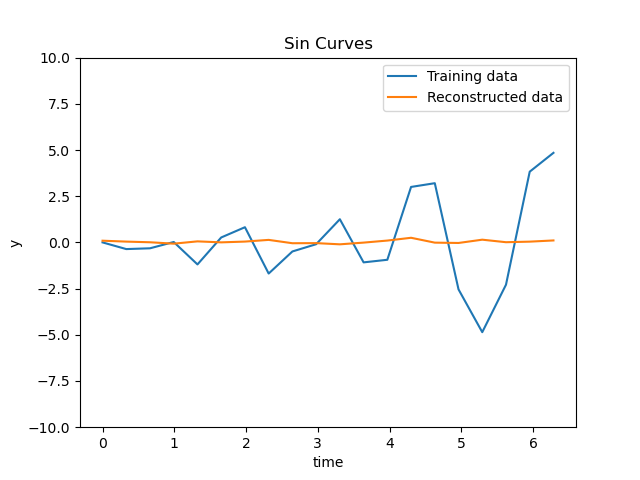 Sin Curves
Training data
Reconstructed data
10.0
7.5
5.0
2.5
0.0
−2.5
−5.0
−7.5
−10.0
y
0 1 2 3 4 5 6
time